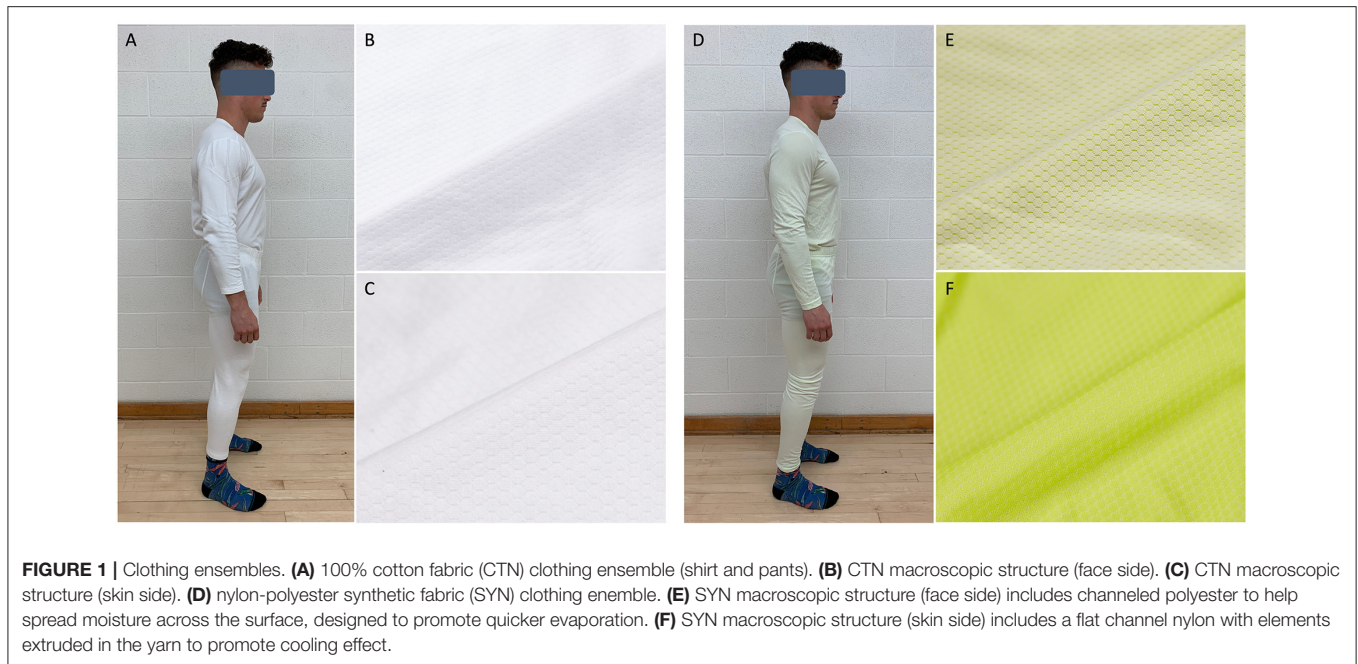 A
B
C
D
E
F
FIGURE 1 | Clothing ensembles. (A) 100% cotton fabric (CTN) clothing ensemble (shirt and pants). (B) CTN macroscopic structure (face side). (C) CTN macroscopic
structure (skin side). (D) nylon-polyester synthetic fabric (SYN) clothing enemble. (E) SYN macroscopic structure (face side) includes channeled polyester to help
spread moisture across the surface, designed to promote quicker evaporation. (F) SYN macroscopic structure (skin side) includes a flat channel nylon with elements
extruded in the yarn to promote cooling effect.